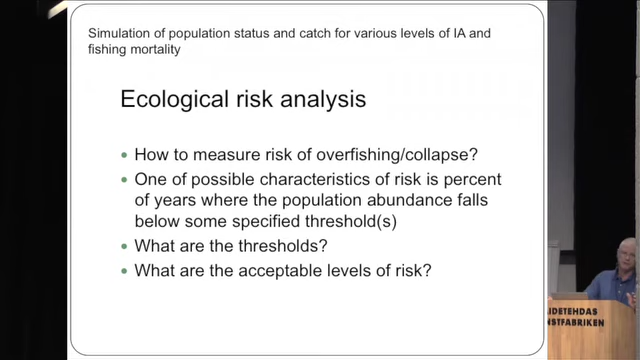 Simulation of population status and catch for various levels of IA and
fishing mortality
Ecological risk analysis
• How to measure risk of overfishing/collapse?
• One of possible characteristics of risk is percent
of years where the population abundance falls
below some specified threshold(s)
• What are the thresholds?
• What are the acceptable levels of risk?
AIDETEHDAS
NSTFABRIKEN